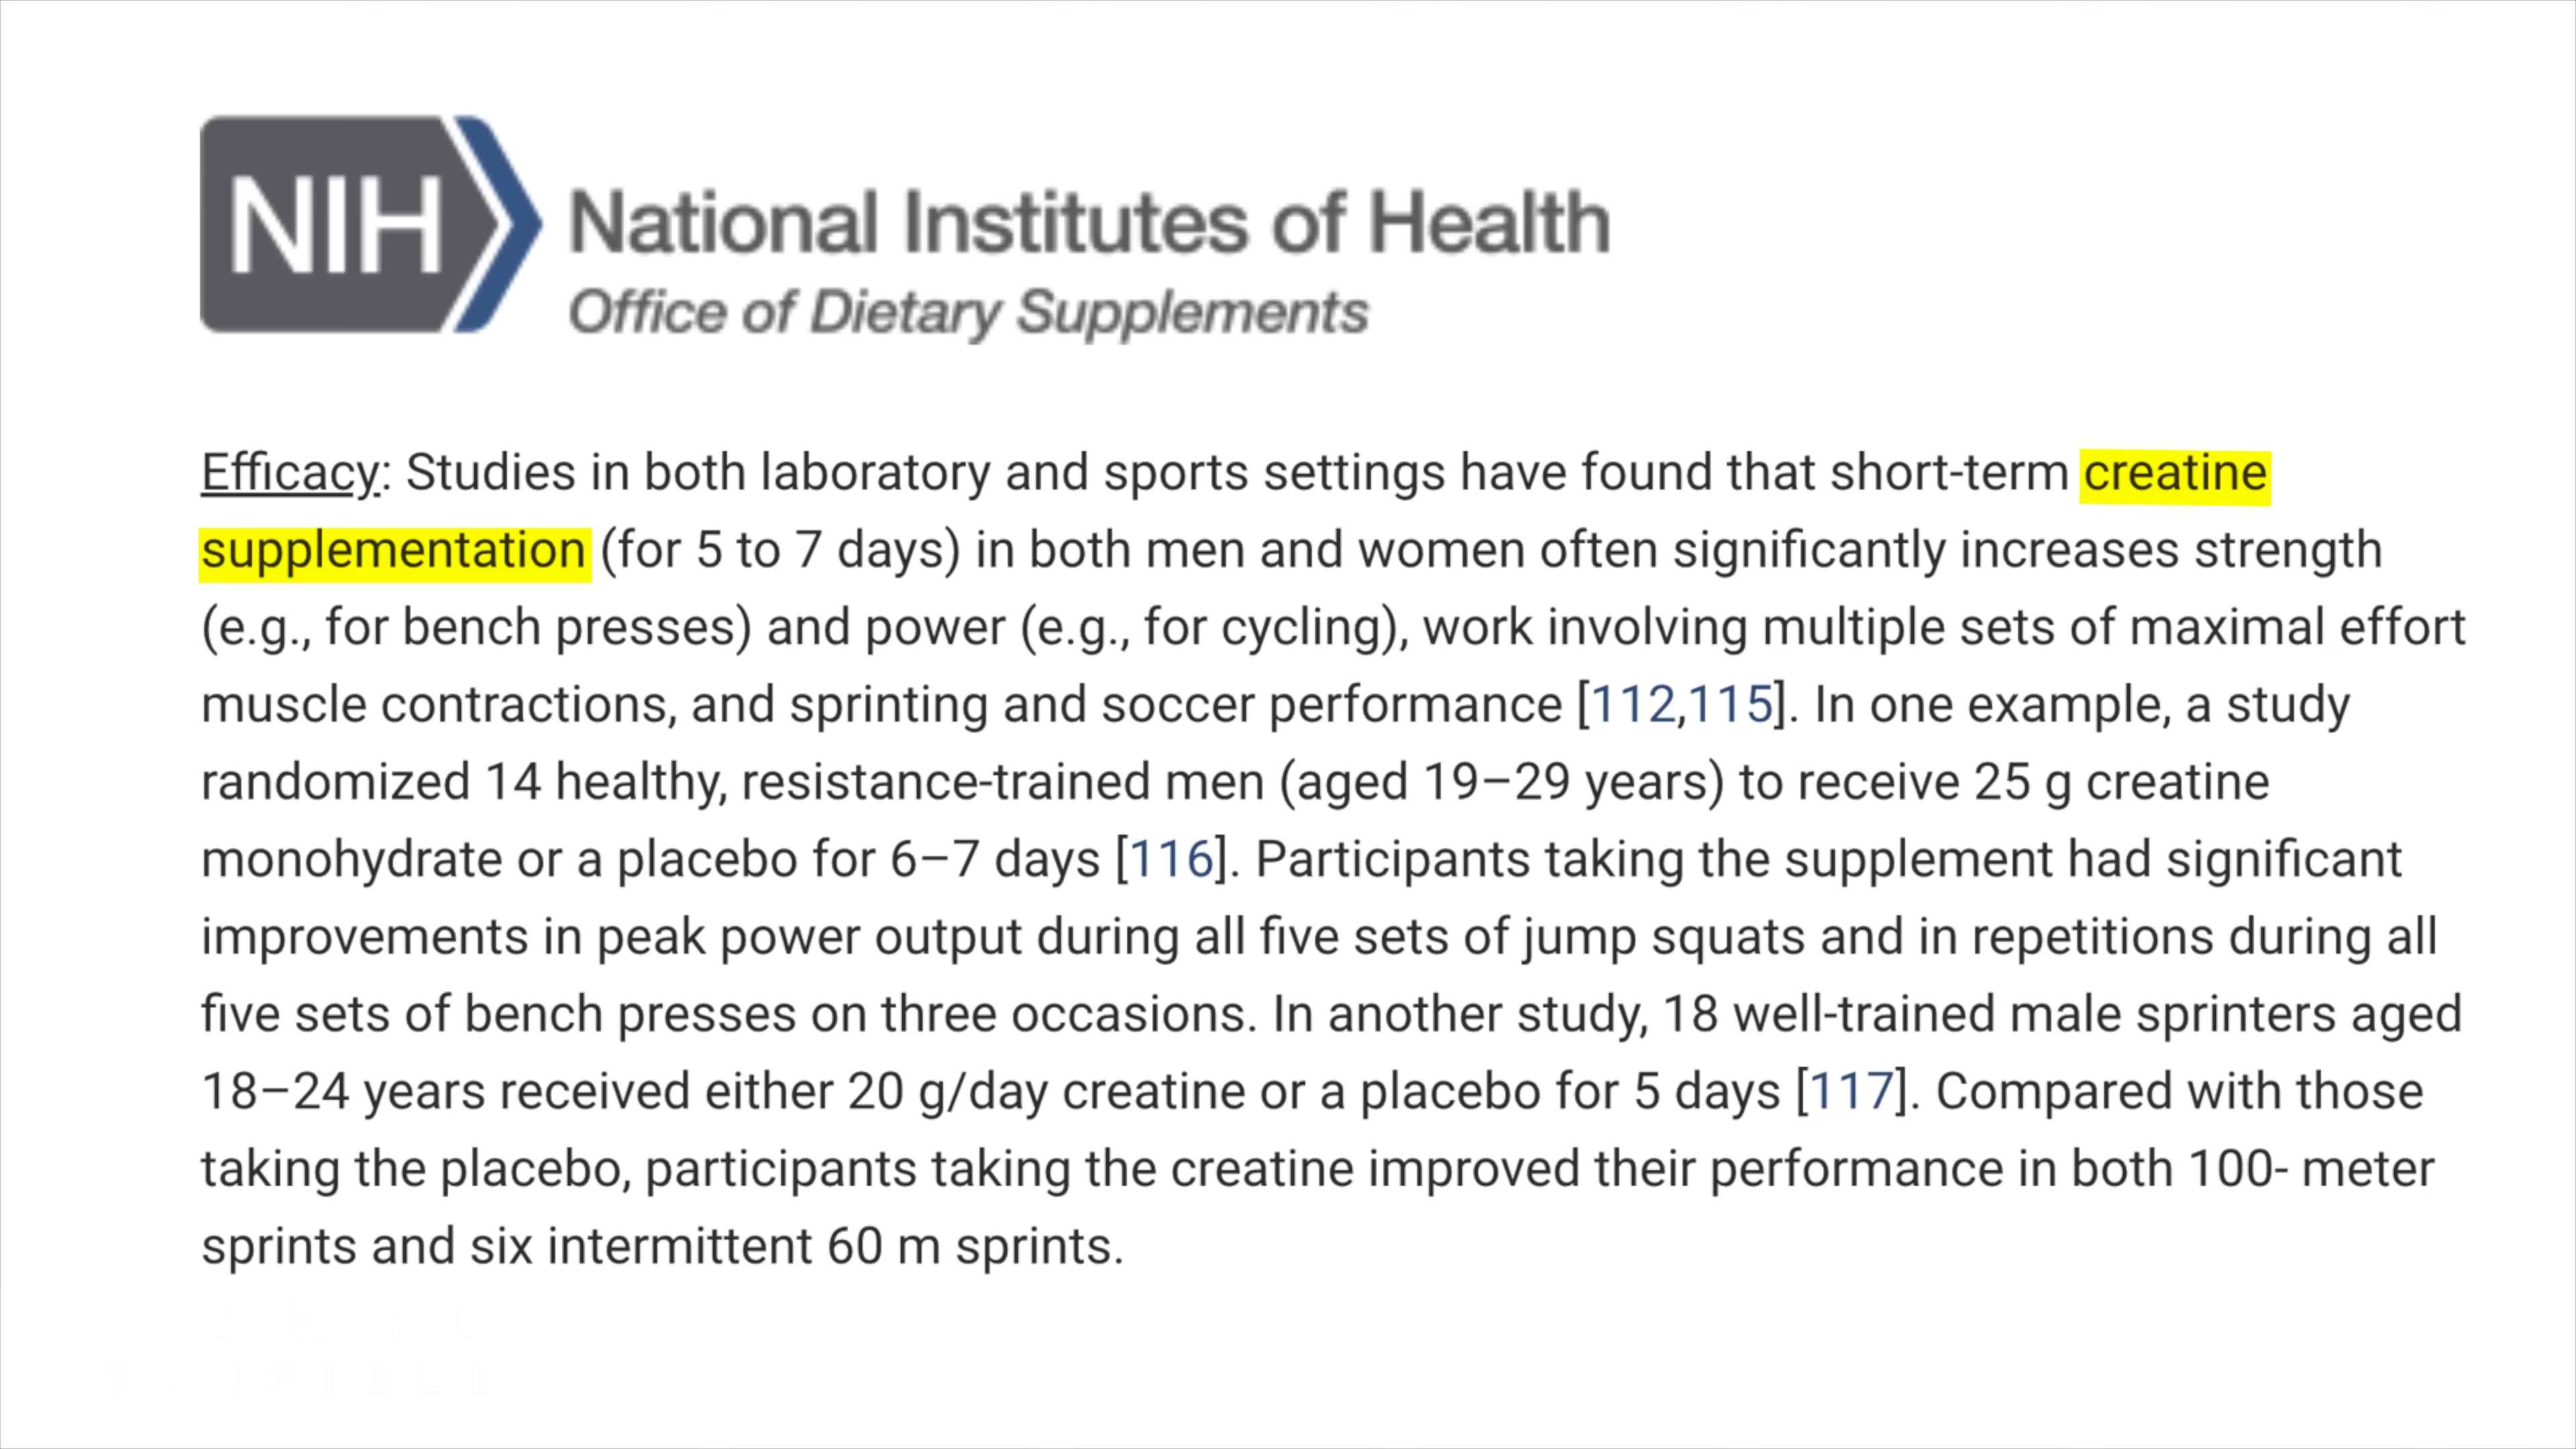 NIH
National Institutes of Health
Office of Dietary Supplements
Efficacy: Studies in both laboratory and sports settings have found that short-term creatine
supplementation (for 5 to 7 days) in both men and women often significantly increases strength
(e.g., for bench presses) and power (e.g., for cycling), work involving multiple sets of maximal effort
muscle contractions, and sprinting and soccer performance [112,115]. In one example, a study
randomized 14 healthy, resistance-trained men (aged 19–29 years) to receive 25 g creatine
monohydrate or a placebo for 6–7 days [116]. Participants taking the supplement had significant
improvements in peak power output during all five sets of jump squats and in repetitions during all
five sets of bench presses on three occasions. In another study, 18 well-trained male sprinters aged
18–24 years received either 20 g/day creatine or a placebo for 5 days [117]. Compared with those
taking the placebo, participants taking the creatine improved their performance in both 100- meter
sprints and six intermittent 60 m sprints.